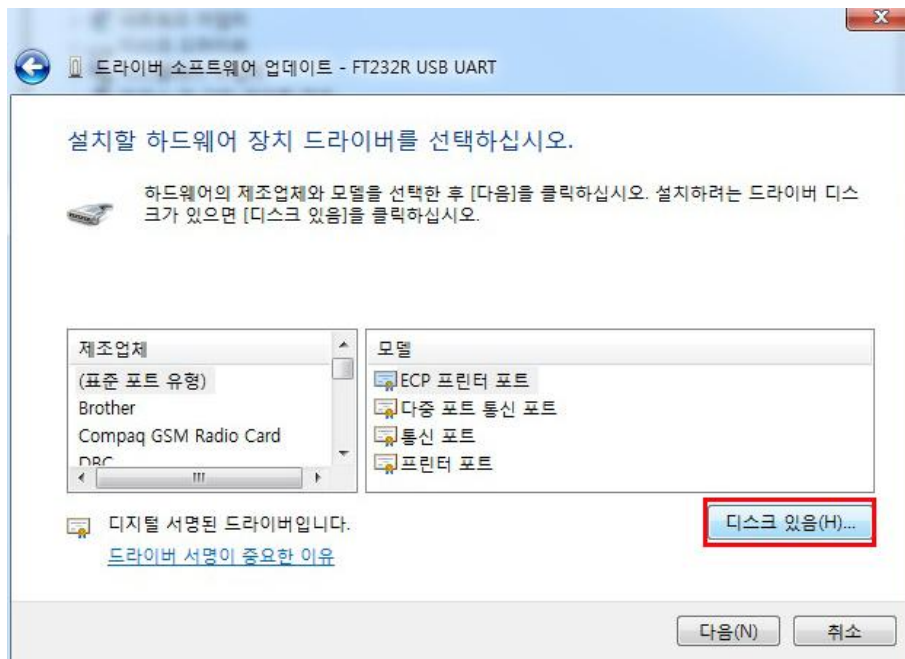 드라이버 소프트웨어 업데이트 - FT232R USB UART
설치할 하드웨어 장치 드라이버를 선택하십시오.
하드웨어의 제조업체와 모델을 선택한 후 [다음]을 클릭하십시오. 설치하려는 드라이버 디스
크가 있으면 [디스크 있음]을 클릭하십시오.
제조업체
(표준 포트 유형)
Brother
Compaq GSM Radio Card
모델
ECP 프린터 포트
다중 포트 통신 포트
통신 포트
프린터 포트
디지털 서명된 드라이버입니다.
드라이버 서명이 중요한 이유
디스크 있음(H)...
다음(N)
취소